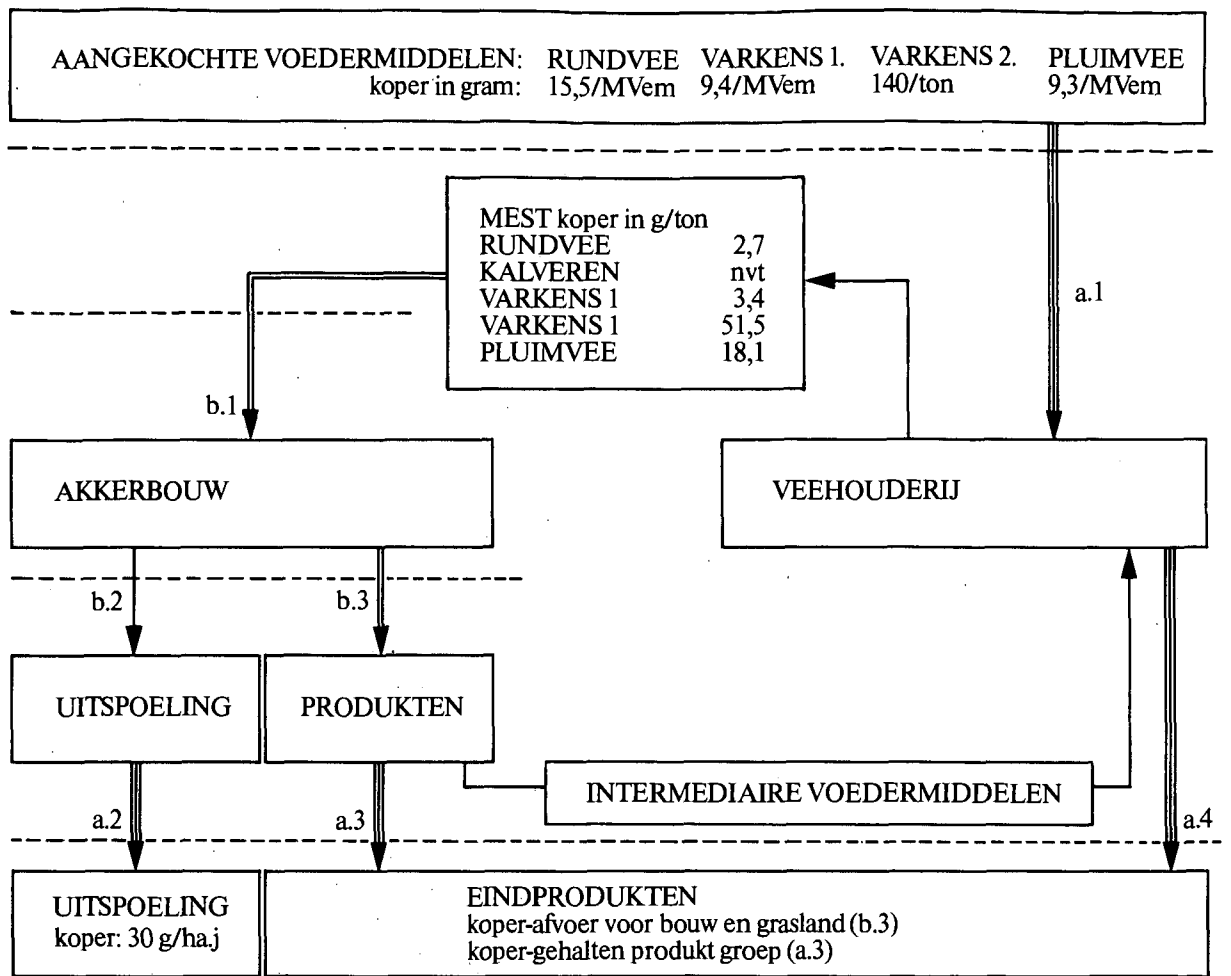 AANGEKOCHTE VOEDERMIDDELEN: RUNDVEE VARKENS 1. VARKENS 2. PLUIMVEE
koper in gram: 15,5/MVem 9,4/MVem 140/ton 9,3/MVem
MEST koper in g/ton
RUNDVEE 2,7
KALVEREN nvt
VARKENS 1 3,4
VARKENS 1 51,5
PLUIMVEE 18,1
a.1
b.1
AKKERBOUW
VEEHOUDERIJ
b.2
b.3
UITSPOELING
PRODUKTEN
INTERMEDIAIRE VOEDERMIDDELEN
a.2
a.3
a.4
UITSPOELING
koper: 30 g/ha.j
EINDPRODUKTEN
koper-afvoer voor bouw en grasland (b.3)
koper-gehalten produkt groep (a.3)